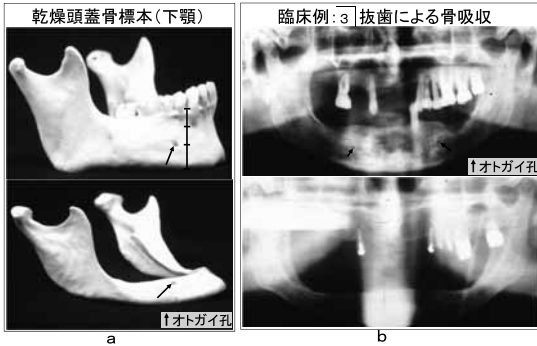 乾燥頭蓋骨標本(下顎)
臨床例:3 抜歯による骨吸収
↑オトガイ孔
↑オトガイ孔
a
b